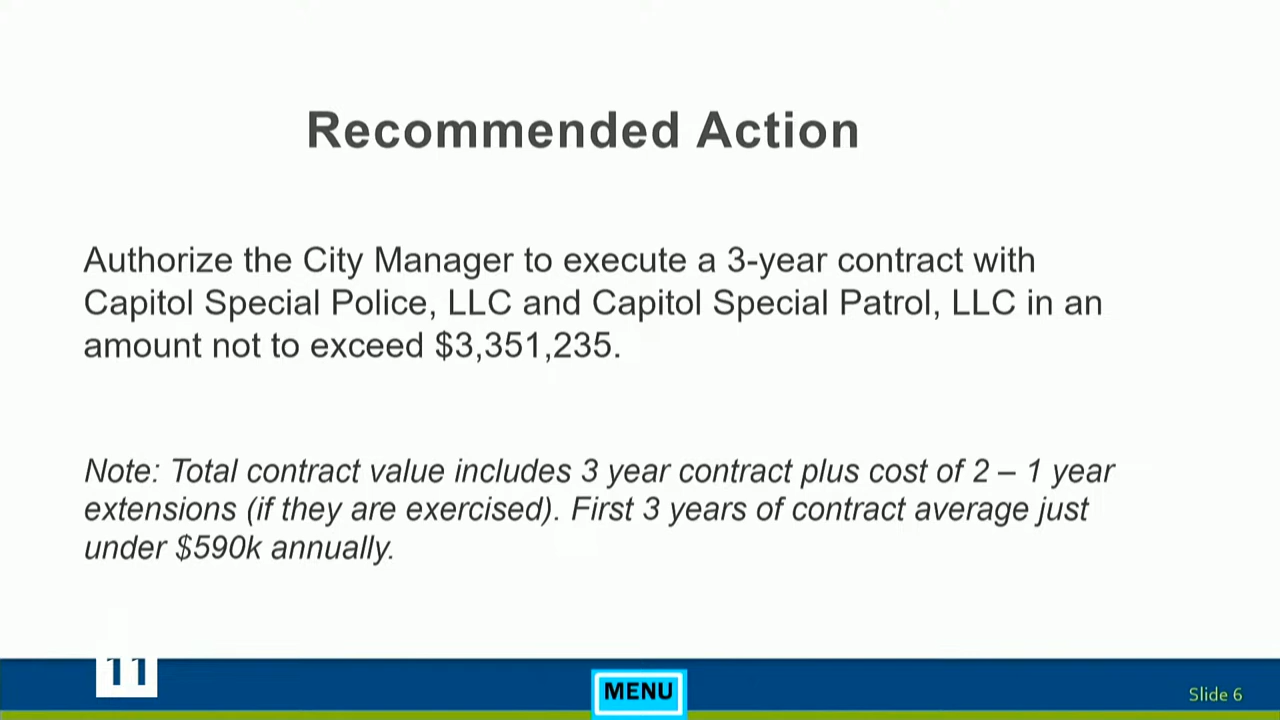 Recommended Action
Authorize the City Manager to execute a 3-year contract with
Capitol Special Police, LLC and Capitol Special Patrol, LLC in an
amount not to exceed $3,351,235.
Note: Total contract value includes 3 year contract plus cost of 2 – 1 year
extensions (if they are exercised). First 3 years of contract average just
under $590k annually.
11
MENU
Slide 6